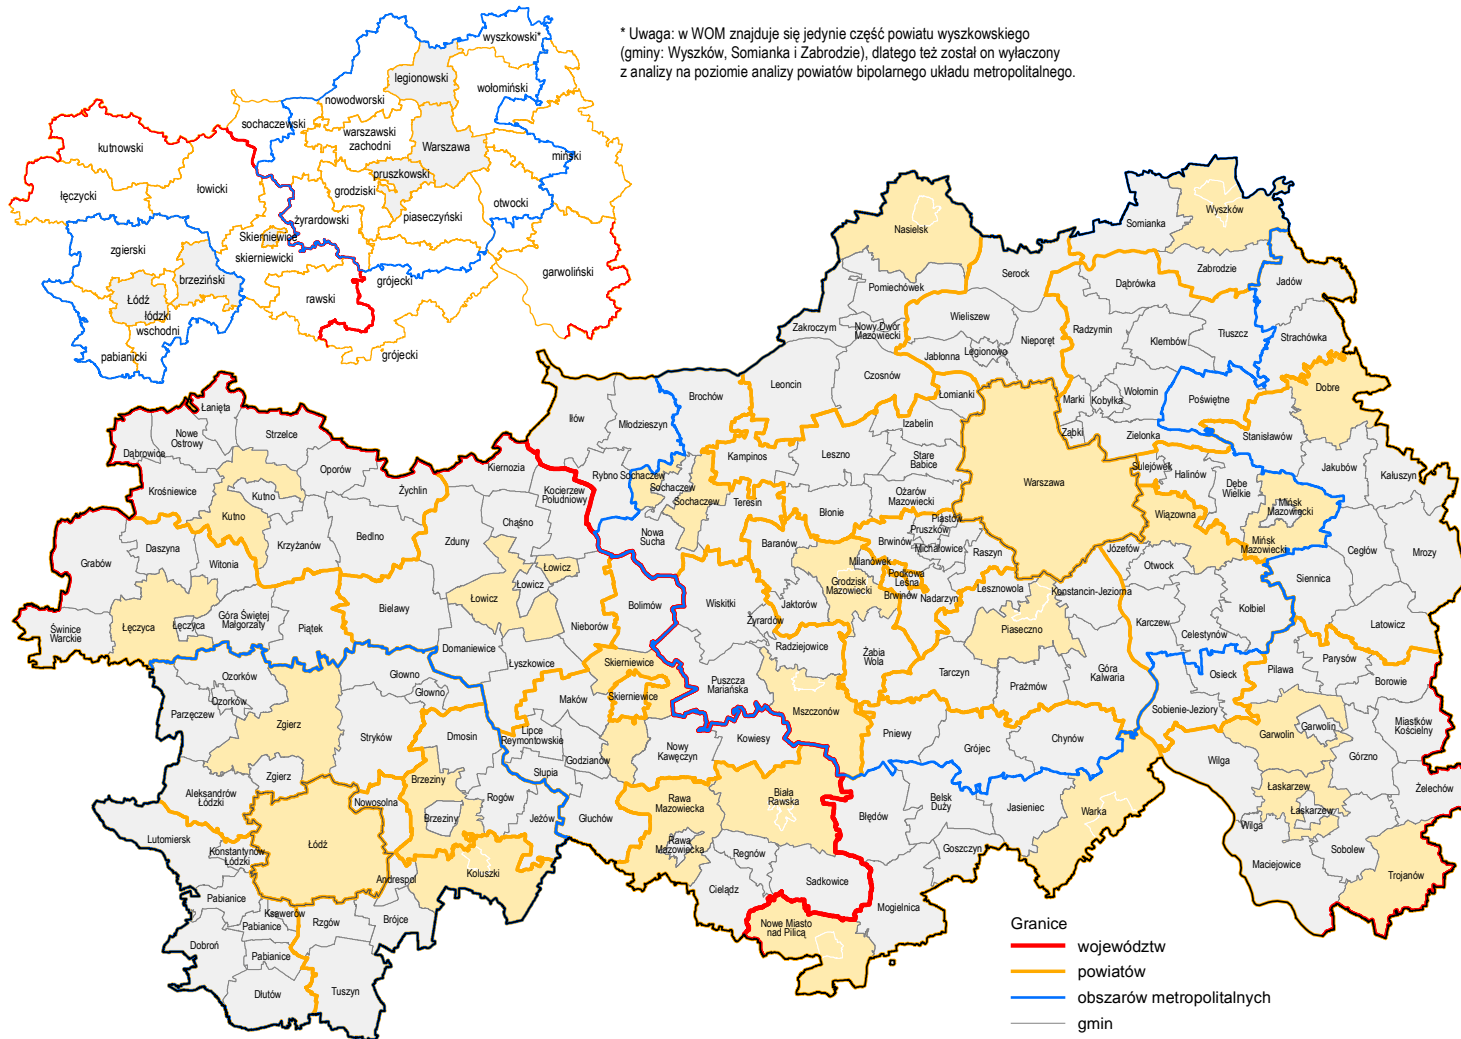 * Uwaga: w WOM znajduje się jedynie część powiatu wyszkowskiego
(gminy: Wyszków, Somianka i Zabrodzie), dlatego też został on wyłaczony
z analizy na poziomie analizy powiatów bipolarnego układu metropolitalnego.
wyszkowski*
legionowski
wołomiński
nowodworski
sochaczewski
warszawski
zachodni
Warszawa
miński
kutnowski
łęczycki
łowicki
pruszkowski
grodziski
otwocki
piaseczyński
żyrardowski
Skierniewice
skierniewicki
zgierski
brzeziński
garwoliński
grójecki
rawski
Łódź
łódzki
wschodni
pabianicki
grójecki
Wyszków
Somianka
Nasielsk
Zabrodzie
Serock
Jadów
Pomiechówek
Dąbrówka
Wieliszew
Zakroczym
Nowy Dwór
Mazowiecki
Radzymin
Tłuszcz
Strachówka
Nieporęt
Klembów
Jabłonna
Legionowo
Leoncin
Czosnów
Dobre
Łomianki
Wołomin
Marki
Kobyłka
Poświętne
Brochów
Izabelin
Ząbki
Zielonka
Stanisławów
Łanięta
Nowe
Ostrowy
Strzelce
Dąbrowice
Iłów
Młodzieszyn
Kampinos
Leszno
Stare
Babice
Sulejówek
Halinów
Dębe
Wielkie
Jakubów
Kałuszyn
Oporów
Kiernozia
Rybno
Sochaczew
Sochaczew
Sochaczew
Teresin
Ożarów
Mazowiecki
Warszawa
Krośniewice
Kutno
Kutno
Żychlin
Kocierzew
Południowy
Błonie
Piastów
Pruszków
Wiązowna
Mińsk
Mazowiecki
Mińsk
Mazowiecki
Chąśno
Nowa
Sucha
Baranów
Brwinów
Michałowice
Raszyn
Józefów
Mrozy
Grabów
Daszyna
Witonia
Krzyżanów
Bedlno
Zduny
Łowicz
Łowicz
Łowicz
Milanówek
Grodzisk
Mazowiecki
Podkowa
Leśna
Brwinów
Nadarzyn
Lesznowola
Konstancin-Jeziorna
Otwock
Cegłów
Siennica
Bolimów
Wiskitki
Jaktorów
Żyrardów
Radziejowice
Piaseczno
Karczew
Celestynów
Kołbiel
Latowicz
Świnice
Warckie
Łęczyca
Łęczyca
Góra Świętej
Małgorzaty
Piątek
Bielawy
Nieborów
Domaniewice
Łyszkowice
Skierniewice
Skierniewice
Żabia
Wola
Tarczyn
Prażmów
Góra
Kalwaria
Osieck
Pilawa
Parysów
Borowie
Ozorków
Ozorków
Głowno
Głowno
Maków
Puszcza
Mariańska
Mszczonów
Sobienie-Jeziory
Parzęczew
Zgierz
Stryków
Dmosin
Lipce
Reymontowskie
Godzianów
Nowy
Kawęczyn
Kowiesy
Pniewy
Grójec
Chynów
Garwolin
Garwolin
Miastków
Kościelny
Górzno
Wilga
Żelechów
Zgierz
Brzeziny
Słupia
Rogów
Aleksandrów
Łódzki
Nowosolna
Brzeziny
Jeżów
Głuchów
Rawa
Mazowiecka
Biała
Rawska
Belsk
Duży
Jasieniec
Warka
Łaskarzew
Łaskarzew
Wilga
Lutomiersk
Łódź
Błędów
Konstantynów
Łódzki
Andrespol
Koluszki
Rawa
Mazowiecka
Regnów
Goszczyn
Sobolew
Maciejowice
Trojanów
Pabianice
Ksawerów
Pabianice
Rzgów
Brójce
Cielądz
Sadkowice
Mogielnica
Dobroń
Pabianice
Nowe Miasto
nad Pilicą
Dłutów
Tuszyn
Granice
województw
powiatów
obszarów metropolitalnych
gmin